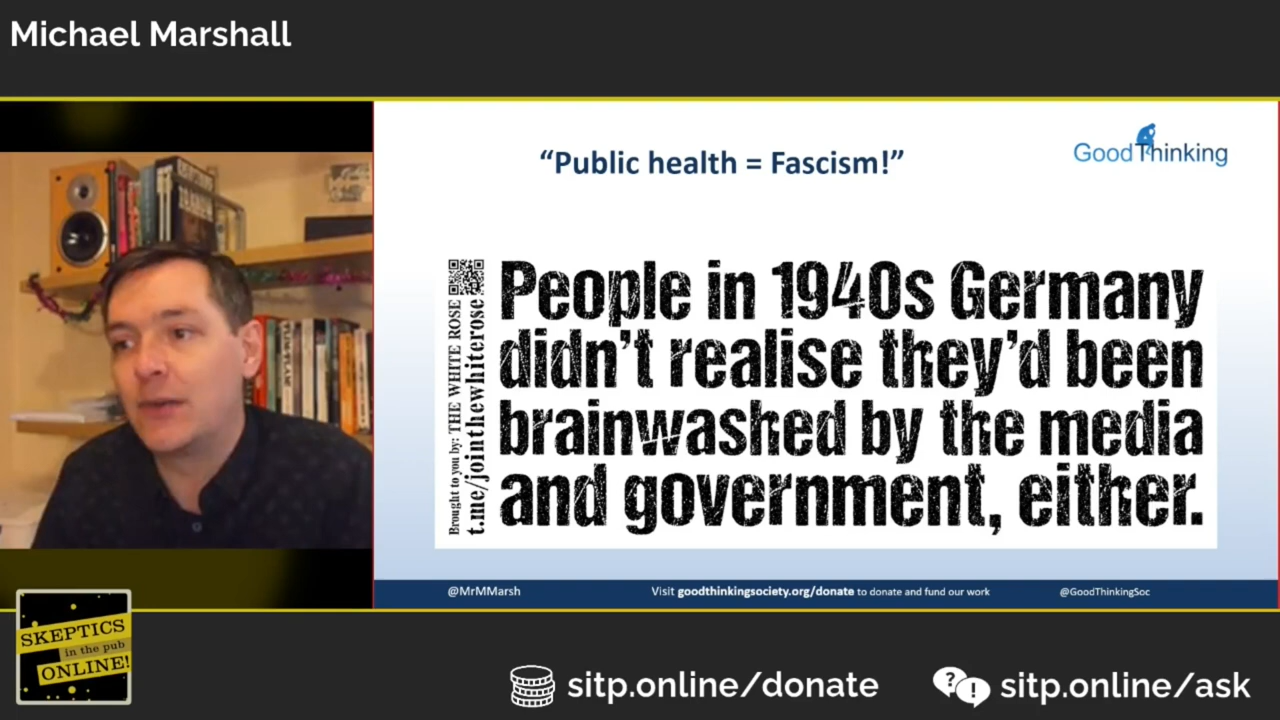 Michael Marshall
“Public health = Fascism!”
GoodThinking
Brought to you by: THE WHITE ROSE
t.me/jointhewhiterose
People in 1940s Germany
didn’t realise they’d been
brainwashed by the media
and government, either.
@MrMMarsh
Visit goodthinkingsociety.org/donate to donate and fund our work
@GoodThinkingSoc
SKEPTICS
in the pub
ONLINE!
sitp.online/donate
sitp.online/ask